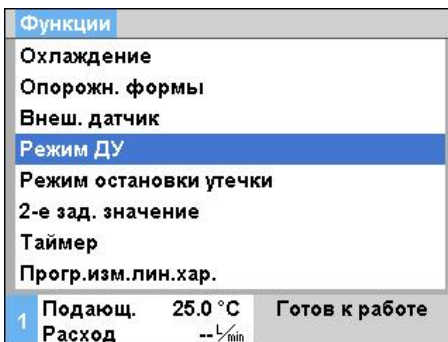 Функции
Охлаждение
Опорожн. формы
Внеш. датчик
Режим ДУ
Режим остановки утечки
2-е зад. значение
Таймер
Прогр.изм.лин.хар.
1 Подающ. 25.0 °C Готов к работе
Расход -- L/min